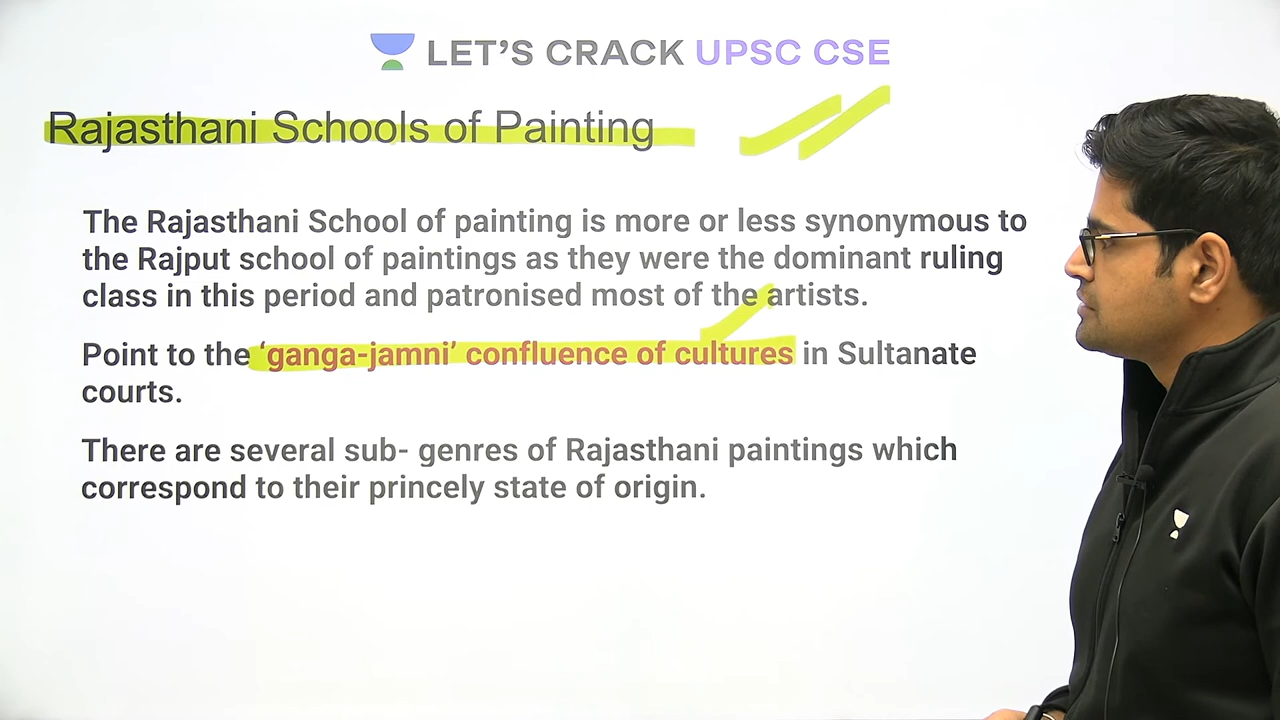 LET'S CRACK UPSC CSE
Rajasthani Schools of Painting
The Rajasthani School of painting is more or less synonymous to
the Rajput school of paintings as they were the dominant ruling
class in this period and patronised most of the artists.
Point to the ‘ganga-jamni’ confluence of cultures in Sultanate
courts.
There are several sub- genres of Rajasthani paintings which
correspond to their princely state of origin.